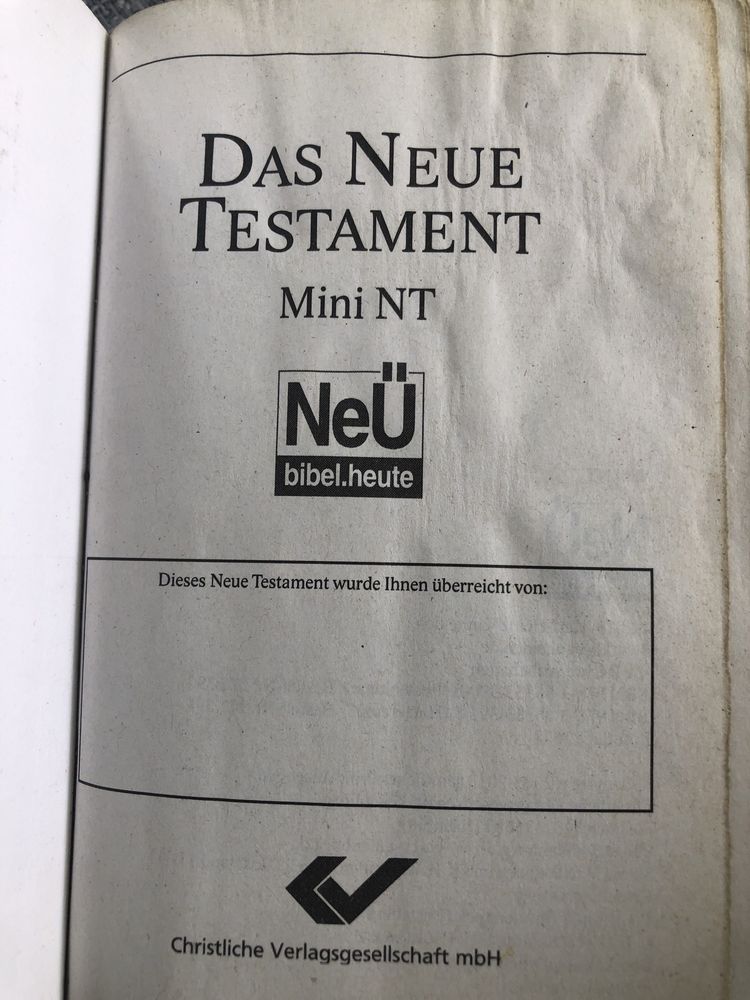 DAS NEUE
TESTAMENT
Mini NT
NeÜ
bibel.heute
Dieses Neue Testament wurde Ihnen überreicht von:
Christliche Verlagsgesellschaft mbH